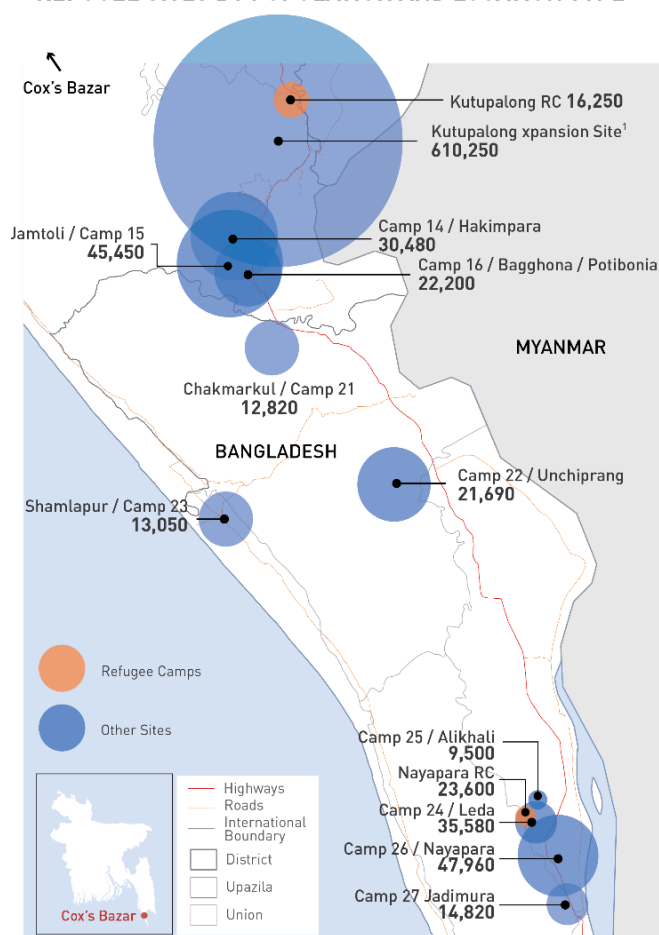 Cox's Bazar
Kutupalong RC 16,250
Kutupalong xpansion Site¹
610,250
Jamtoli / Camp 15
45,450
Camp 14 / Hakimpara
30,480
Camp 16 / Bagghona / Potibonia
22,200
MYANMAR
Chakmarkul / Camp 21
12,820
BANGLADESH
Camp 22 / Unchiprang
21,690
Shamlapur / Camp 23
13,050
Refugee Camps
Other Sites
Camp 25 / Alikhali
9,500
Nayapara RC
23,600
Camp 24 / Leda
35,580
Camp 26 / Nayapara
47,960
Camp 27 Jadimura
14,820
Highways
Roads
International
Boundary
District
Upazila
Union
Cox's Bazar